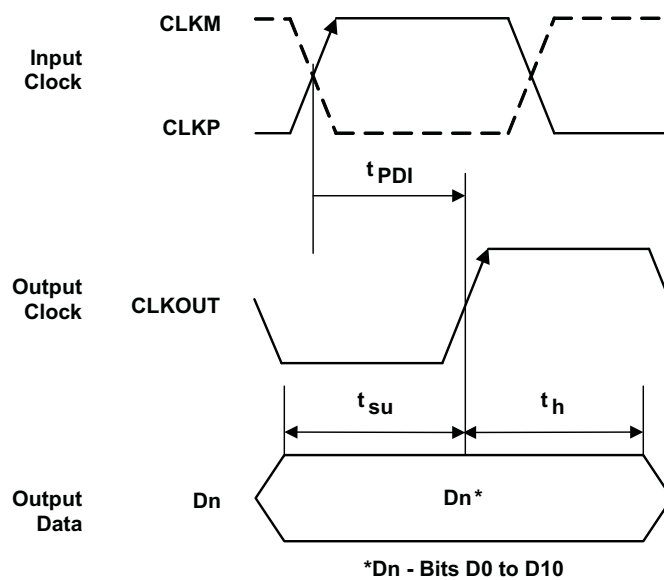 CLKM
Input
Clock
CLKP
t PDI
Output
Clock
CLKOUT
t su
t h
Output
Data
Dn
Dn*
*Dn - Bits D0 to D10